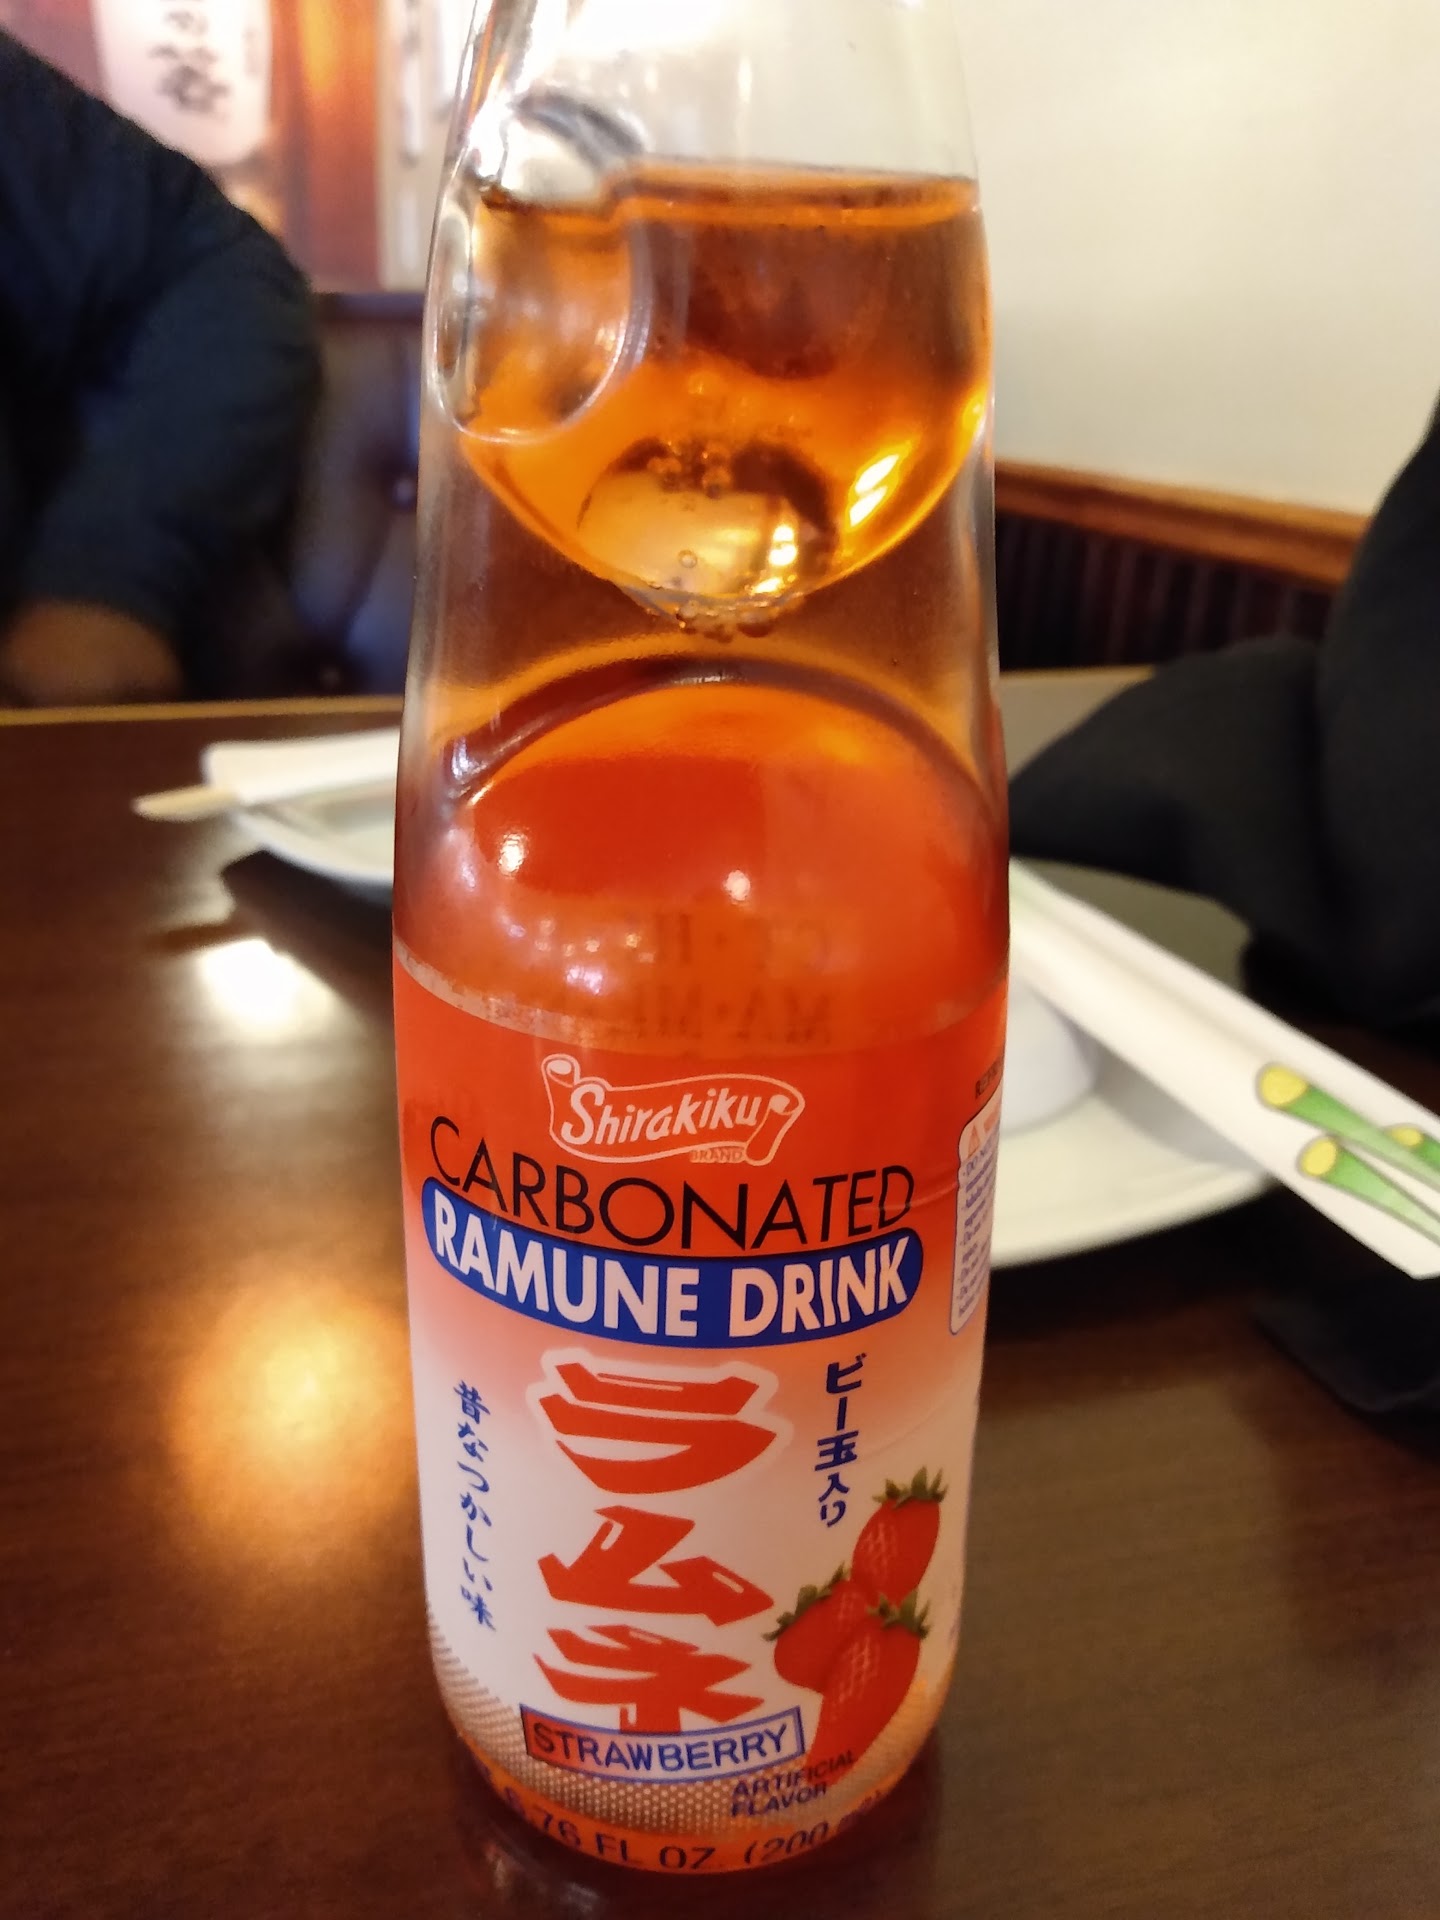 Shirakiku
BRAND
CARBONATED
RAMUNE DRINK
ラムネ
ビー玉入り
昔なつかしい味
STRAWBERRY
ARTIFICIAL
FLAVOR
6.76 FL OZ. (200